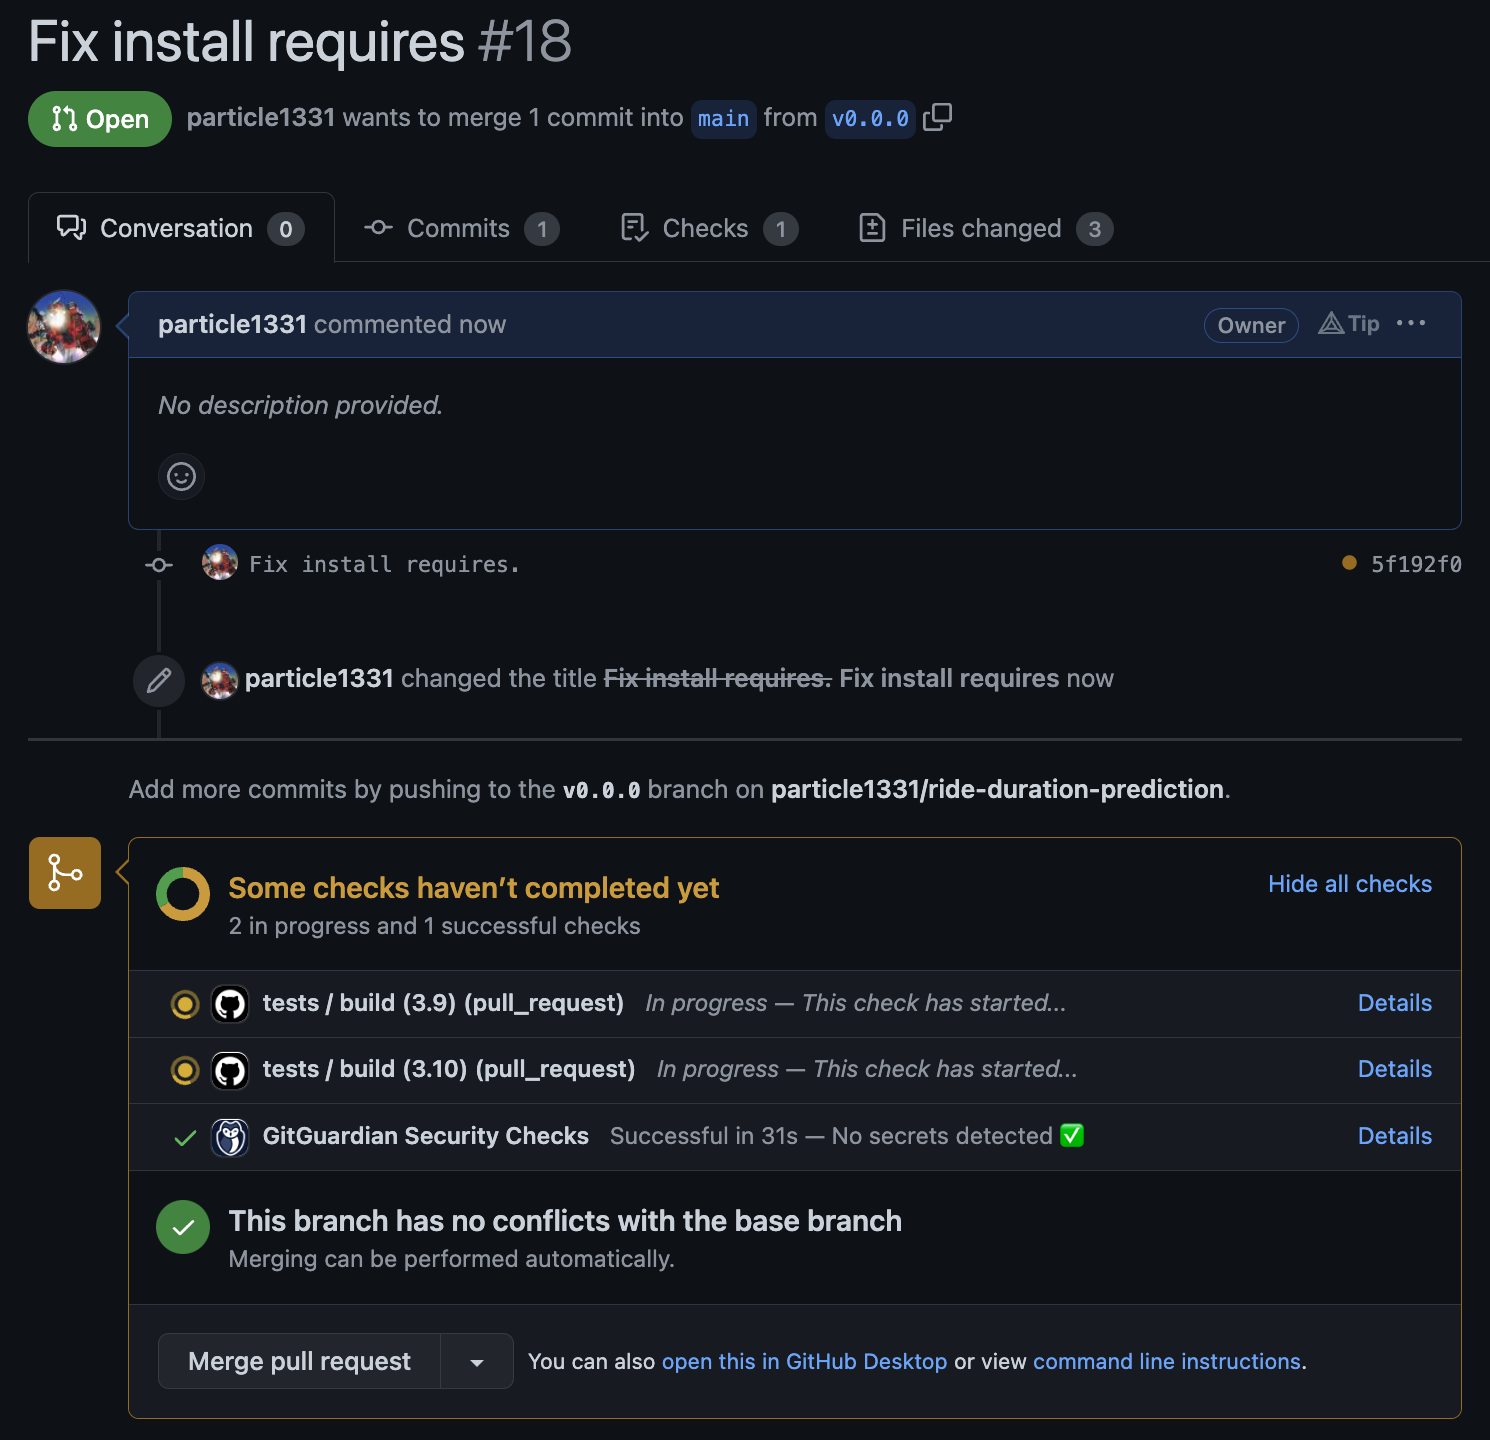 Fix install requires #18
Open particle1331 wants to merge 1 commit into main from v0.0.0
Conversation 0 Commits 1 Checks 1 Files changed 3
particle1331 commented now Owner Tip
No description provided.
Fix install requires. 5f192f0
particle1331 changed the title Fix install requires. Fix install requires now
Add more commits by pushing to the v0.0.0 branch on particle1331/ride-duration-prediction.
Some checks haven’t completed yet Hide all checks
2 in progress and 1 successful checks
tests / build (3.9) (pull_request) In progress — This check has started... Details
tests / build (3.10) (pull_request) In progress — This check has started... Details
GitGuardian Security Checks Successful in 31s — No secrets detected ✅ Details
This branch has no conflicts with the base branch
Merging can be performed automatically.
Merge pull request You can also open this in GitHub Desktop or view command line instructions.